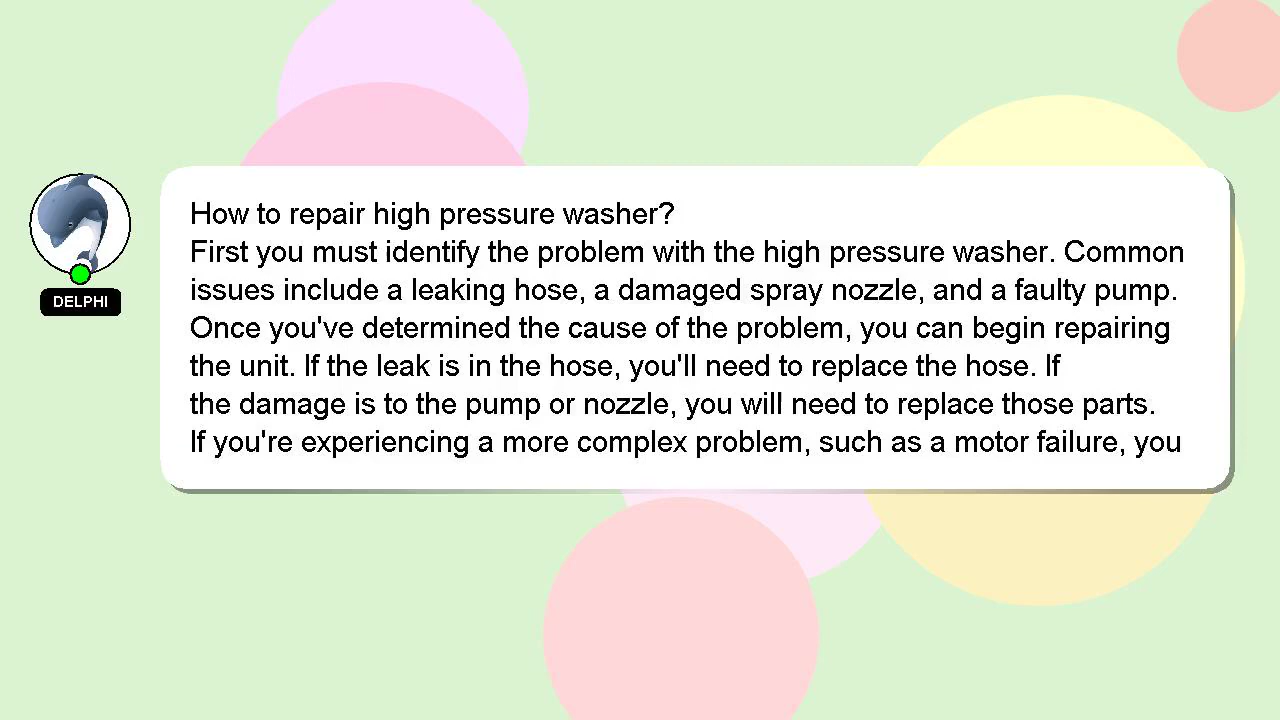 DELPHI
How to repair high pressure washer?
First you must identify the problem with the high pressure washer. Common
issues include a leaking hose, a damaged spray nozzle, and a faulty pump.
Once you've determined the cause of the problem, you can begin repairing
the unit. If the leak is in the hose, you'll need to replace the hose. If
the damage is to the pump or nozzle, you will need to replace those parts.
If you're experiencing a more complex problem, such as a motor failure, you